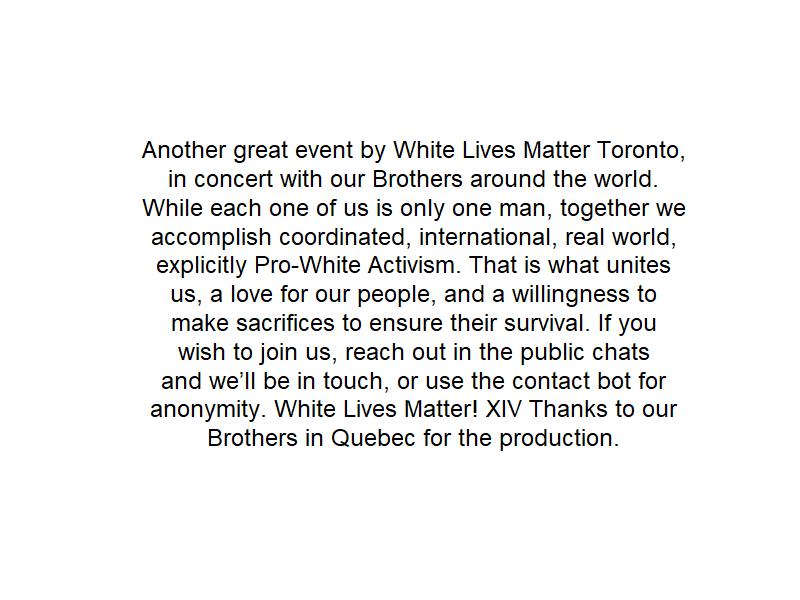 Another great event by White Lives Matter Toronto,
in concert with our Brothers around the world.
While each one of us is only one man, together we
accomplish coordinated, international, real world,
explicitly Pro-White Activism. That is what unites
us, a love for our people, and a willingness to
make sacrifices to ensure their survival. If you
wish to join us, reach out in the public chats
and we’ll be in touch, or use the contact bot for
anonymity. White Lives Matter! XIV Thanks to our
Brothers in Quebec for the production.